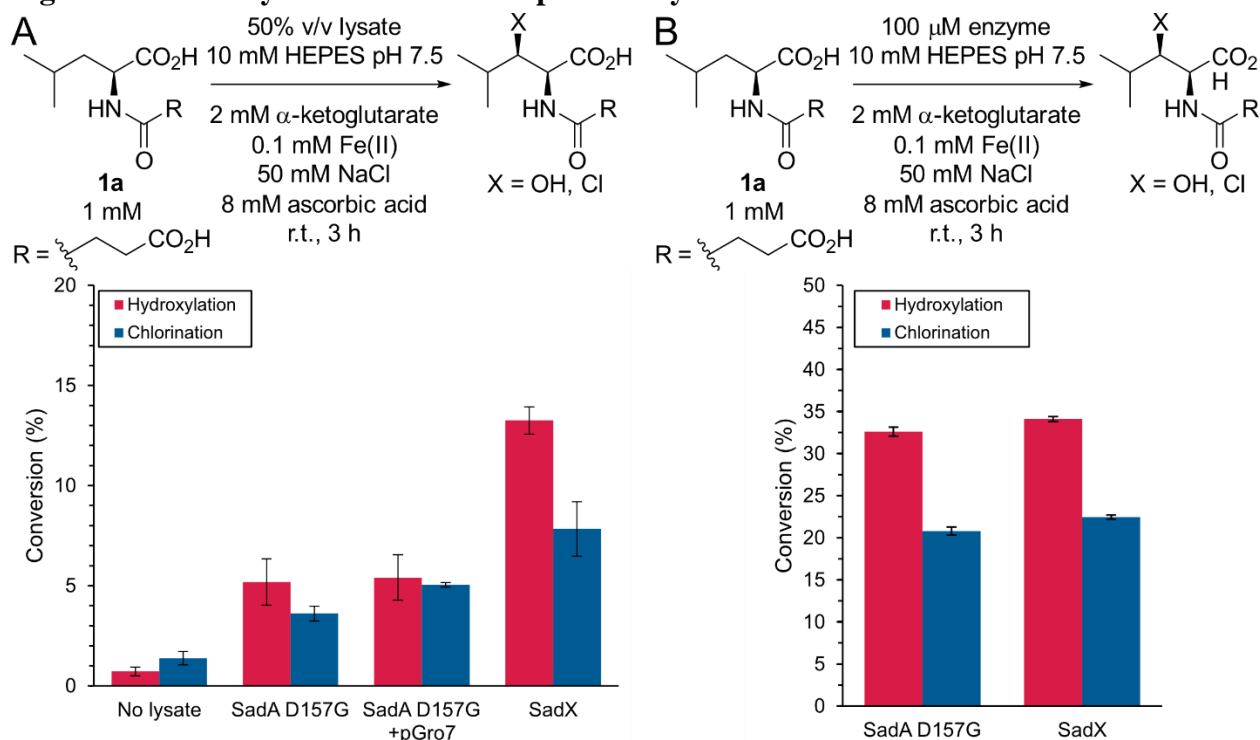 A
50% v/v lysate
10 mM HEPES pH 7.5
2 mM α-ketoglutarate
0.1 mM Fe(II)
50 mM NaCl
8 mM ascorbic acid
r.t., 3 h
CO2H
HN
R
O
1a
1 mM
R =
CO2H
X
CO2H
HN
R
O
X = OH, Cl
Hydroxylation
Chlorination
Conversion (%)
20
15
10
5
0
No lysate
SadA D157G
SadA D157G
+pGro7
SadX
B
100 μM enzyme
10 mM HEPES pH 7.5
2 mM α-ketoglutarate
0.1 mM Fe(II)
50 mM NaCl
8 mM ascorbic acid
r.t., 3 h
CO2H
HN
R
O
1a
1 mM
R =
CO2H
X
CO2
H
HN
R
O
X = OH, Cl
Hydroxylation
Chlorination
Conversion (%)
50
45
40
35
30
25
20
15
10
5
0
SadA D157G
SadX